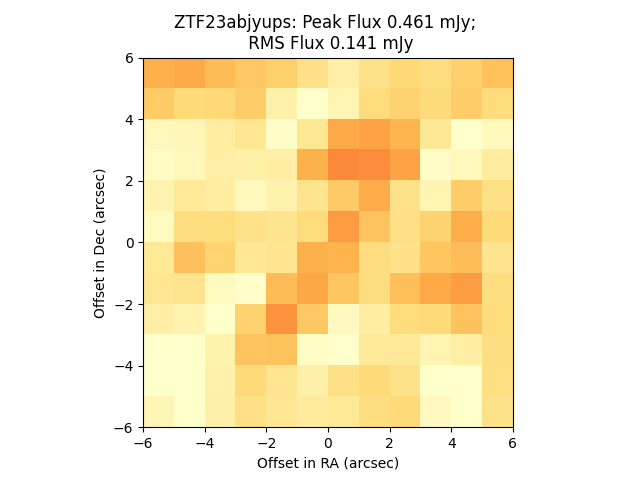 ZTF23abjyups: Peak Flux 0.461 mJy;
RMS Flux 0.141 mJy
6
4
2
0
−2
−4
−6
Offset in Dec (arcsec)
−6 −4 −2 0 2 4 6
Offset in RA (arcsec)